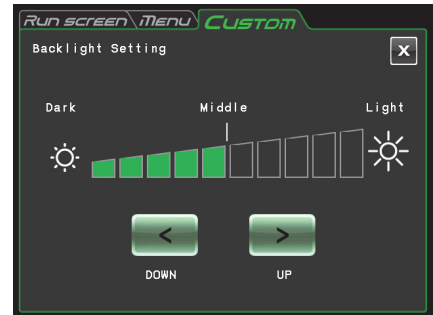 Run screen Menu Custom
Backlight Setting X
Dark Middle Light
< >
DOWN UP